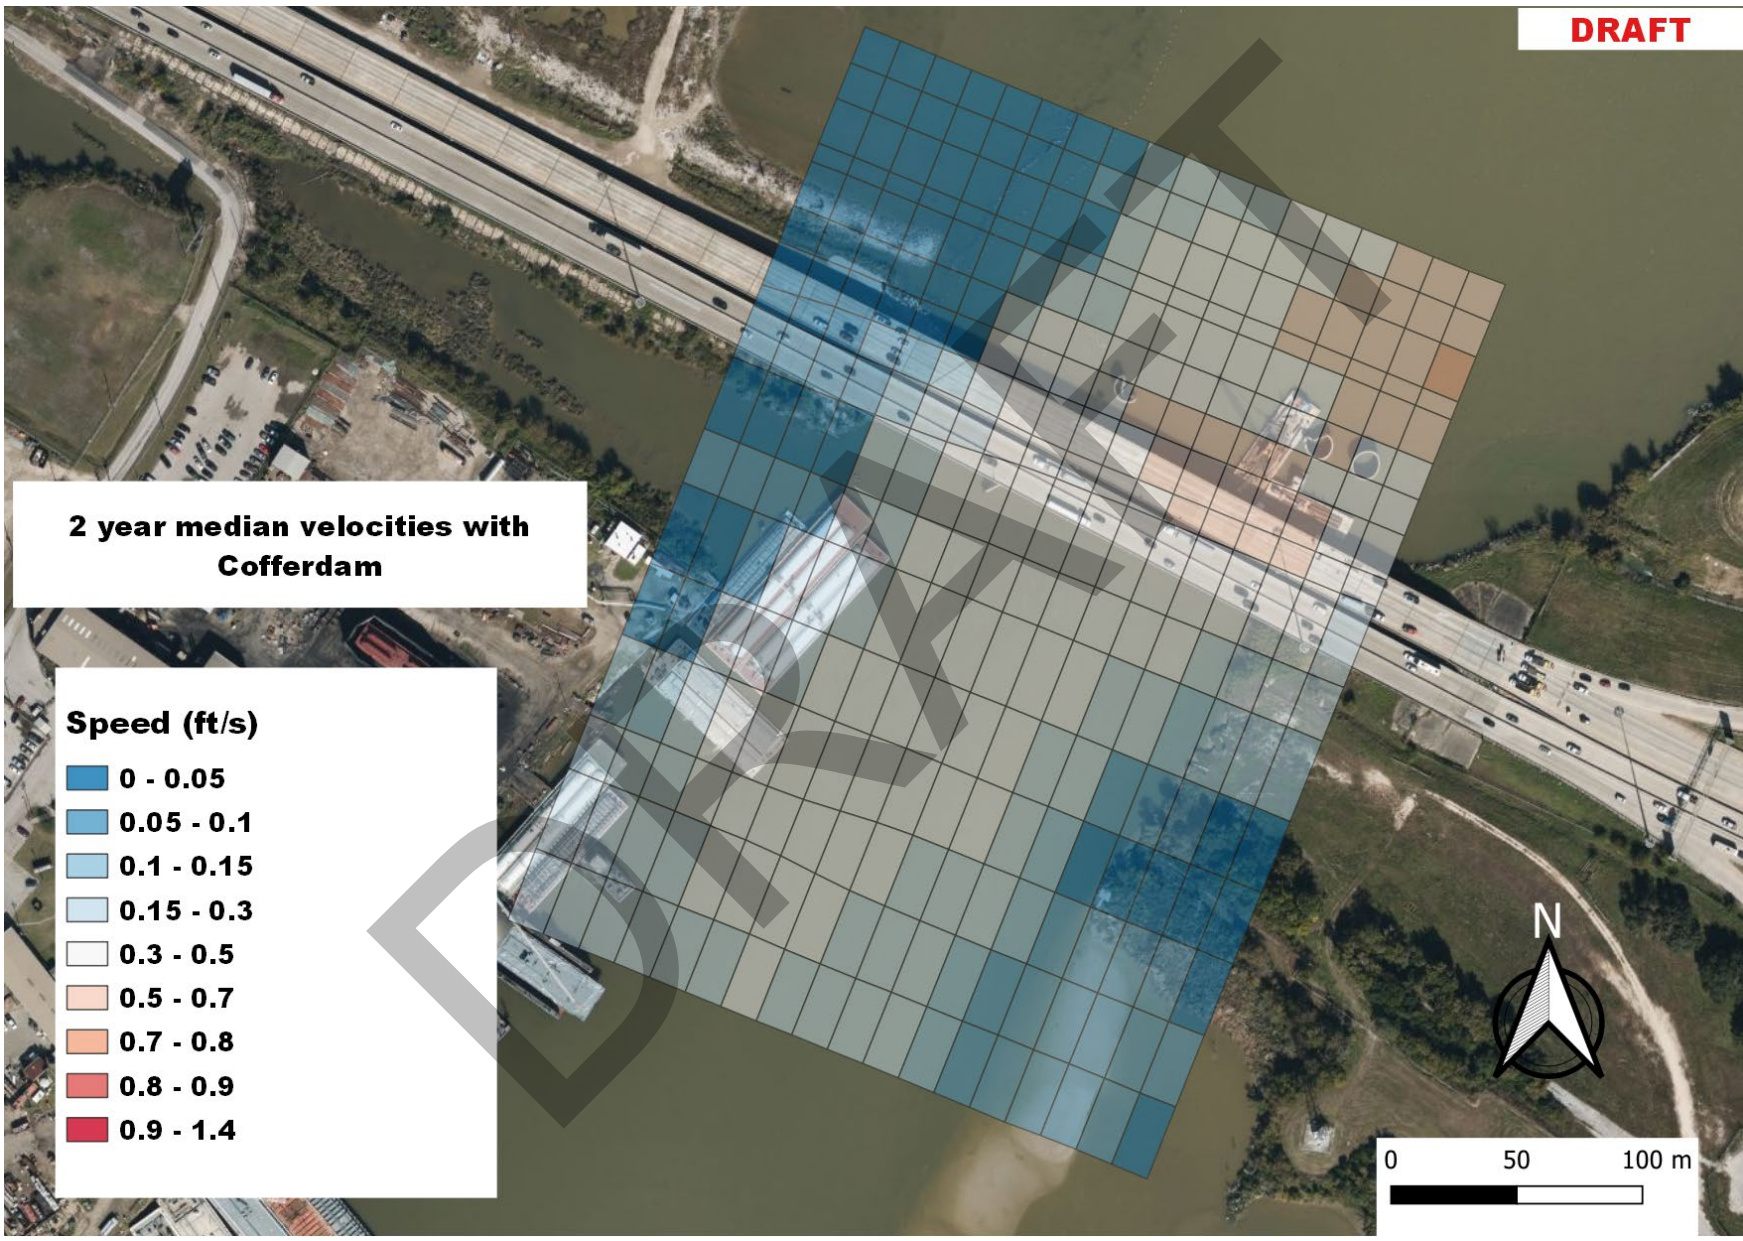 DRAFT
DRAFT
2 year median velocities with
Cofferdam
Speed (ft/s)
0 - 0.05
0.05 - 0.1
0.1 - 0.15
0.15 - 0.3
0.3 - 0.5
0.5 - 0.7
0.7 - 0.8
0.8 - 0.9
0.9 - 1.4
N
0 50 100 m